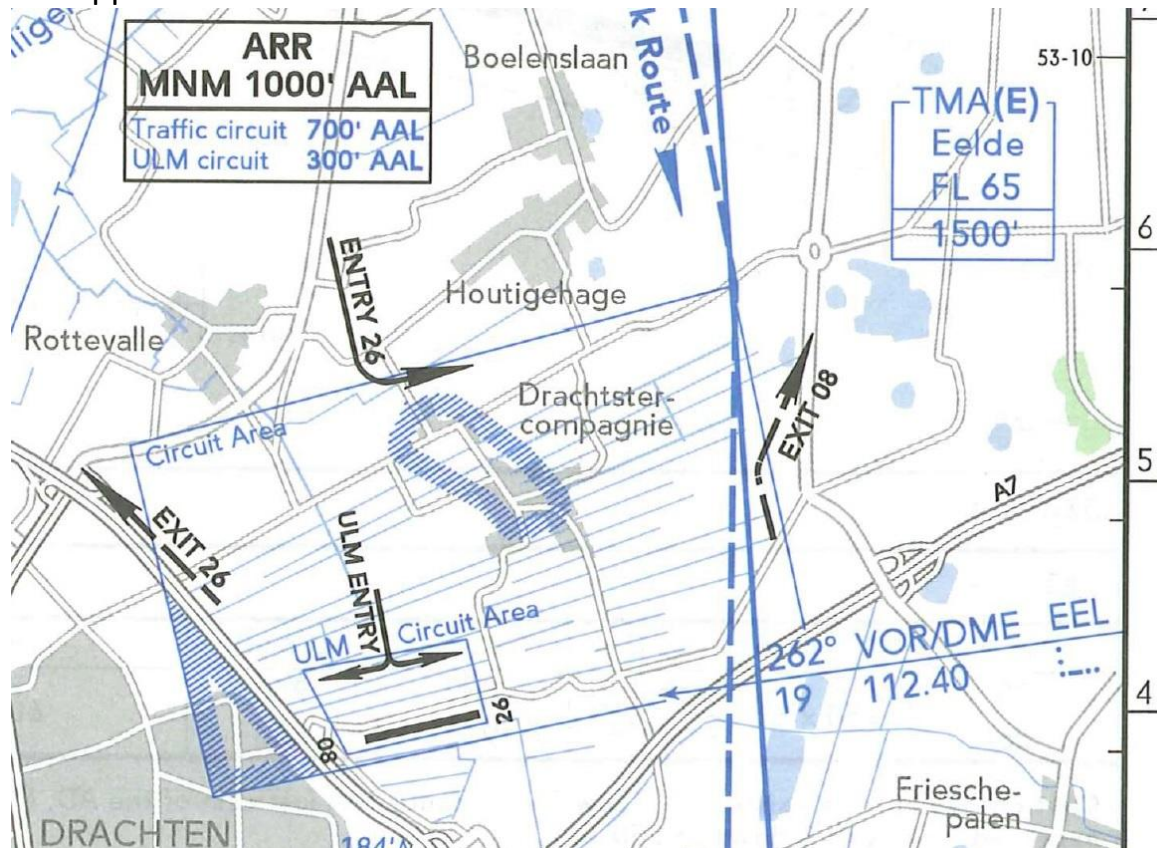 ARR
MNM 1000' AAL
Traffic circuit 700' AAL
ULM circuit 300' AAL
Boelenslaan
k Route
53-10
TMA(E)
Eelde
FL 65
1500'
6
ENTRY 26
Houtigehage
Rottevalle
Drachtster-
compagnie
EXIT 08
Circuit Area
5
A7
EXIT 26
ULM ENTRY
ULM Circuit Area
262° VOR/DME EEL
19 112.40
26
4
08
Friesche-
palen
DRACHTEN